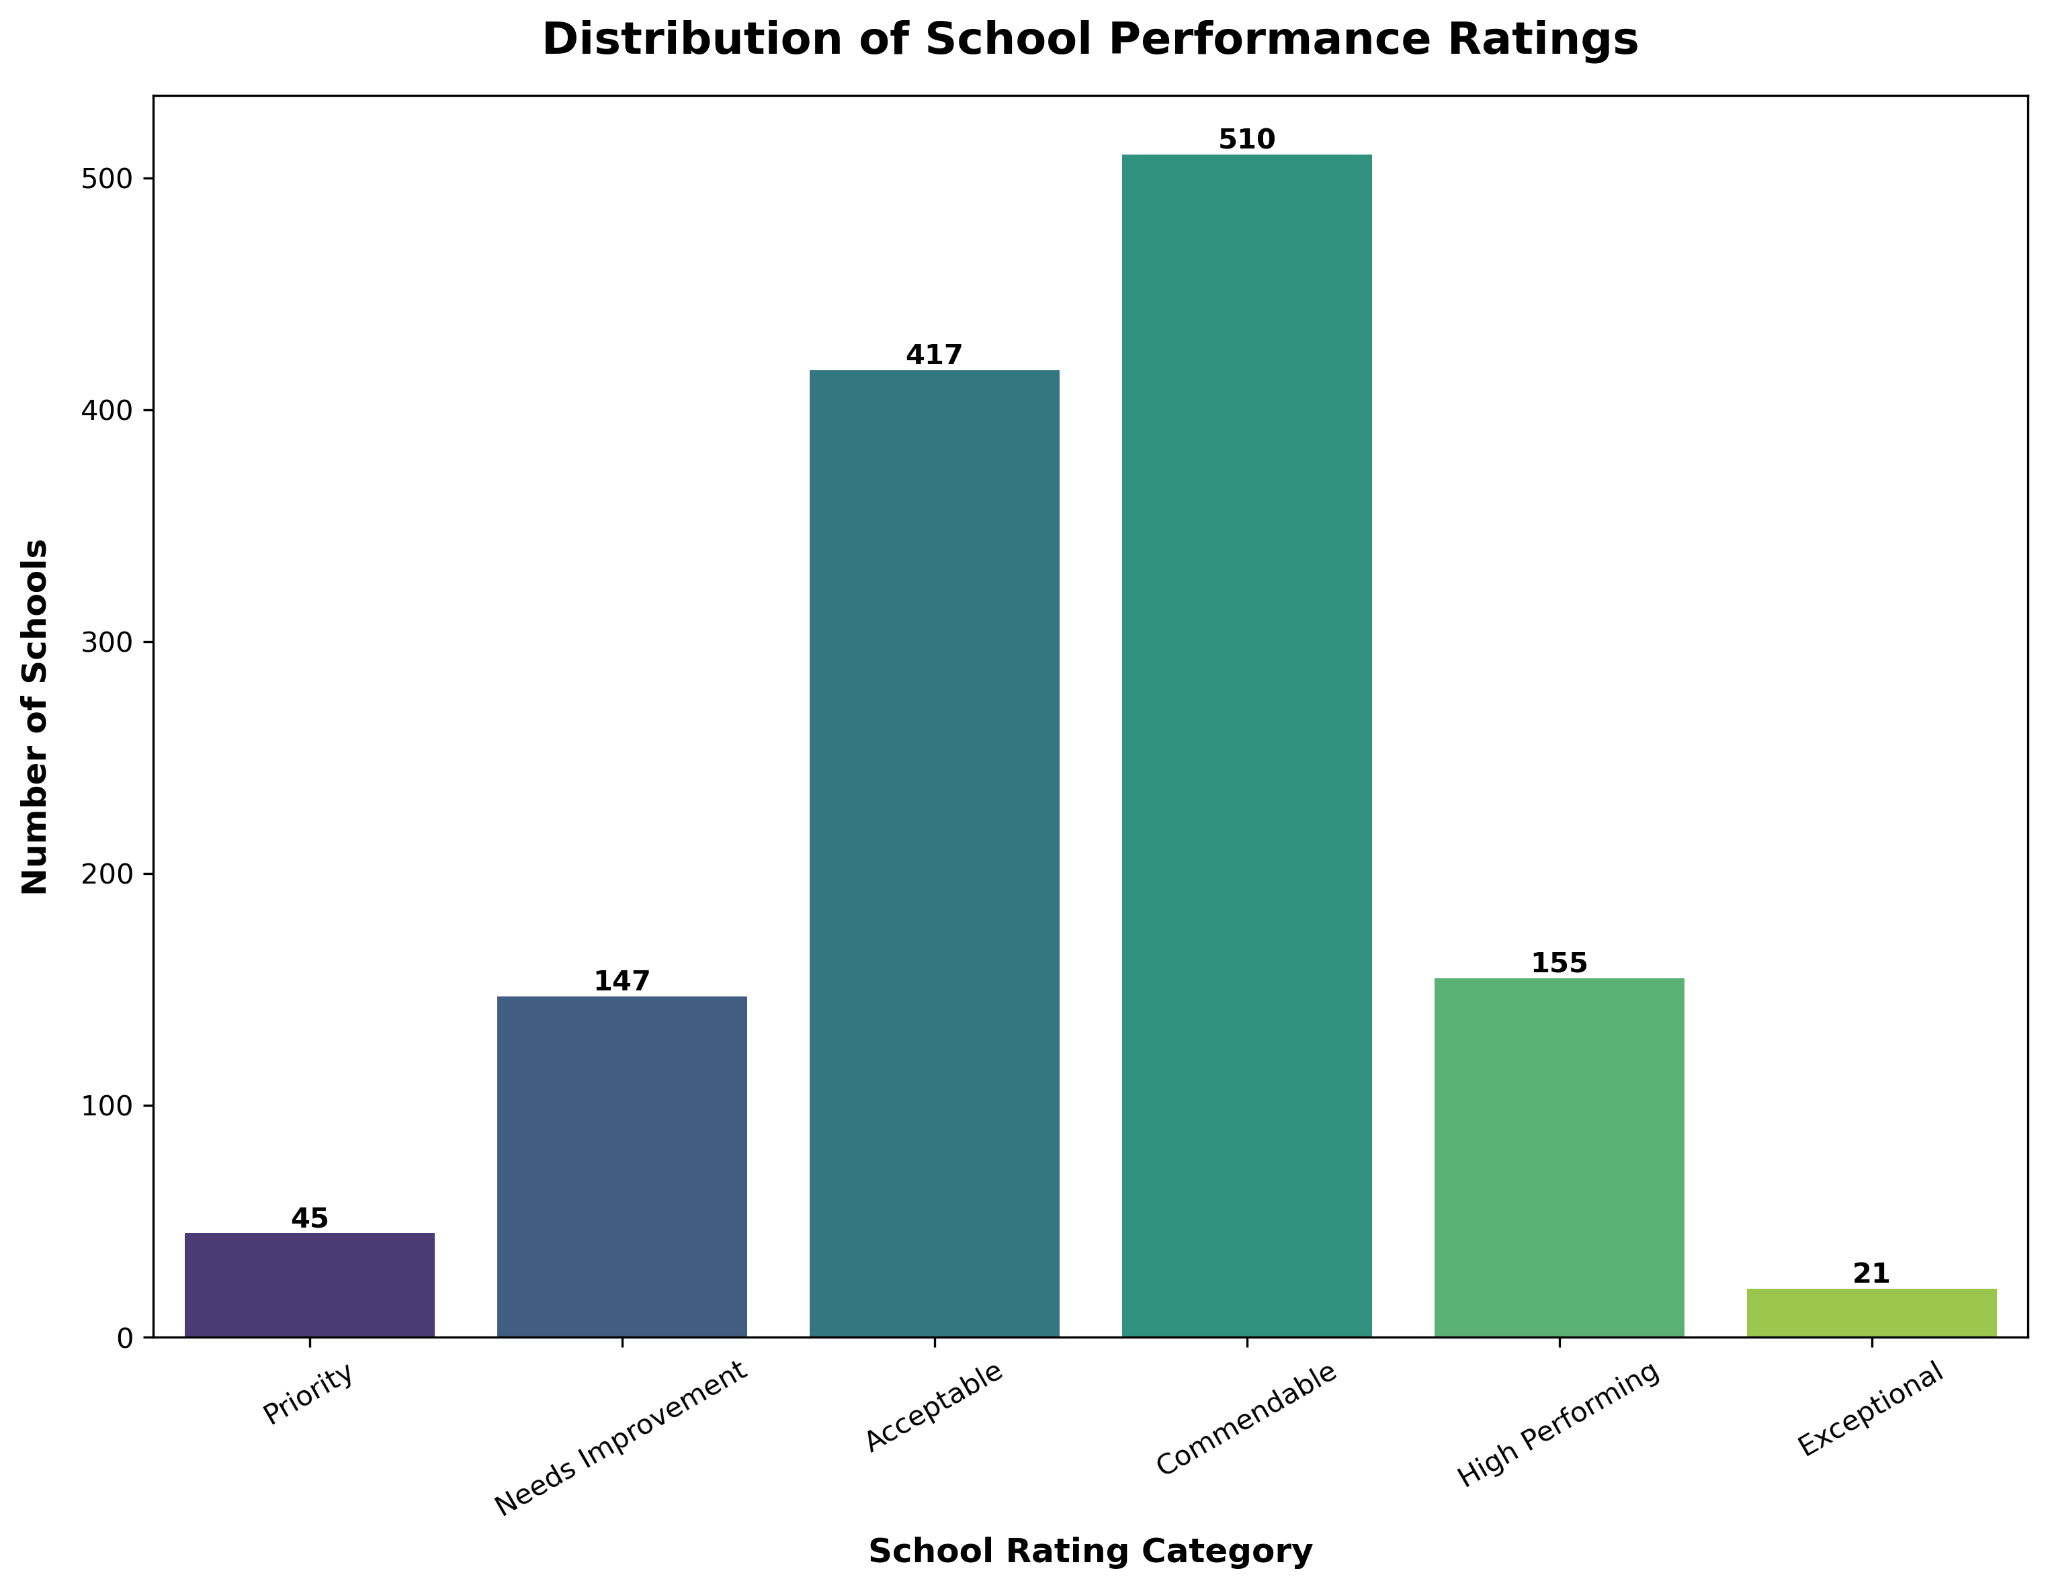 Distribution of School Performance Ratings
Number of Schools
500
400
300
200
100
0
45
147
417
510
155
21
Priority
Needs Improvement
Acceptable
Commendable
High Performing
Exceptional
School Rating Category